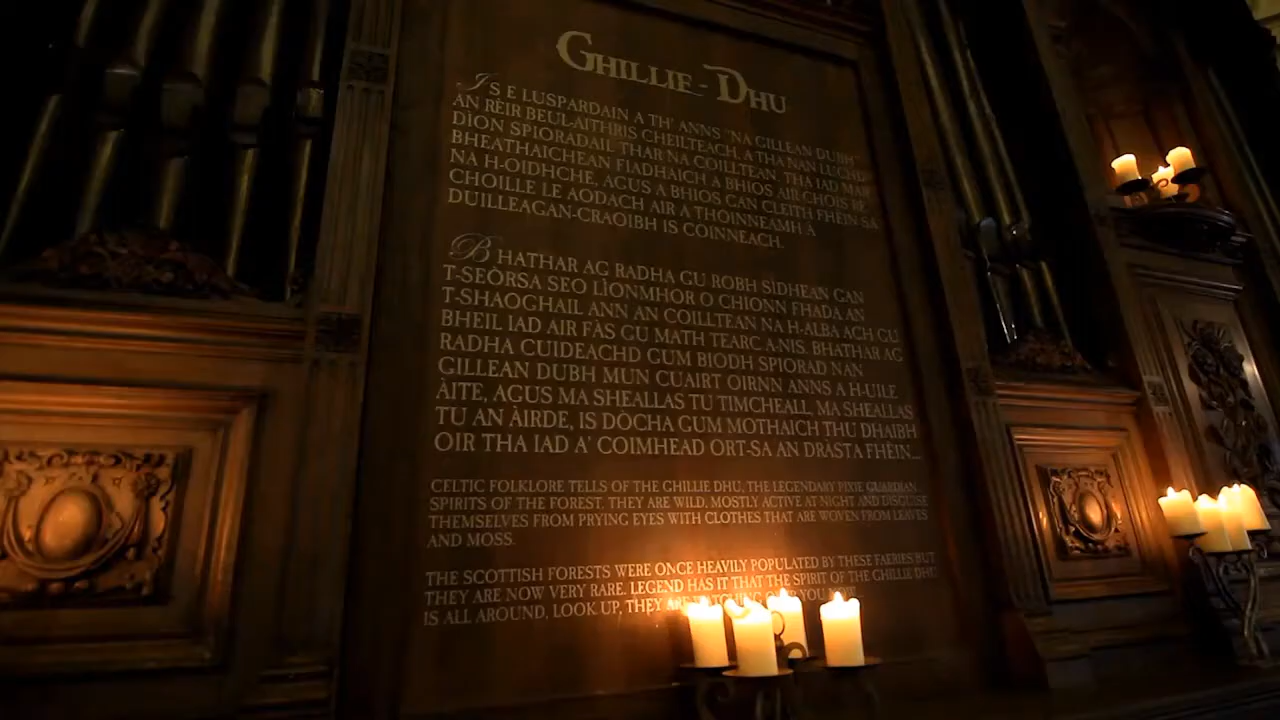 GHILLIE-DHU
IS E LUSPARDAIN A TH' ANNS "NA GILLEAN DUBH"
AN RÈIR BEUL-AITHRIS CHEILTEACH, A THA NAN LUCHD
DÌON SPIORADAIL THAR NA COILLTEAN. THA IAD MAR
BHEATHAICHEAN FIADHAICH A BHIOS AIR CHOIS RE
NA H-OIDHCHE, AGUS A BHIOS GAN CLEITH FHÈIN SA
CHOILLE LE AODACH AIR A THOINNEAMH À
DUILLEAGAN-CRAOIBH IS COINNEACH.
BHATHAR AG RADHA GU ROBH SÌDHEAN GAN
T-SEÒRSA SEO LÌONMHOR O CHIONN FHADA AN
T-SHAOGHAIL ANN AN COILLTEAN NA H-ALBA ACH GU
BHEIL IAD AIR FÀS GU MATH TEARC A-NIS. BHATHAR AG
RADHA CUIDEACHD GUM BIODH SPIORAD NAN
GILLEAN DUBH MUN CUAIRT OIRNN ANNS A H-UILE
ÀITE, AGUS MA SHEALLAS TU TIMCHEALL, MA SHEALLAS
TU AN ÀIRDE, IS DÒCHA GUM MOTHAICH THU DHAIBH
OIR THA IAD A' COIMHEAD ORT-SA AN DRÀSTA FHÈIN...
CELTIC FOLKLORE TELLS OF THE GHILLIE DHU, THE LEGENDARY PIXIE GUARDIAN
SPIRITS OF THE FOREST. THEY ARE WILD, MOSTLY ACTIVE AT NIGHT AND DISGUISE
THEMSELVES FROM PRYING EYES WITH CLOTHES THAT ARE WOVEN FROM LEAVES
AND MOSS.
THE SCOTTISH FORESTS WERE ONCE HEAVILY POPULATED BY THESE FAERIES BUT
THEY ARE NOW VERY RARE. LEGEND HAS IT THAT THE SPIRIT OF THE GHILLIE DHU
IS ALL AROUND, LOOK UP, THEY ARE WATCHING YOU